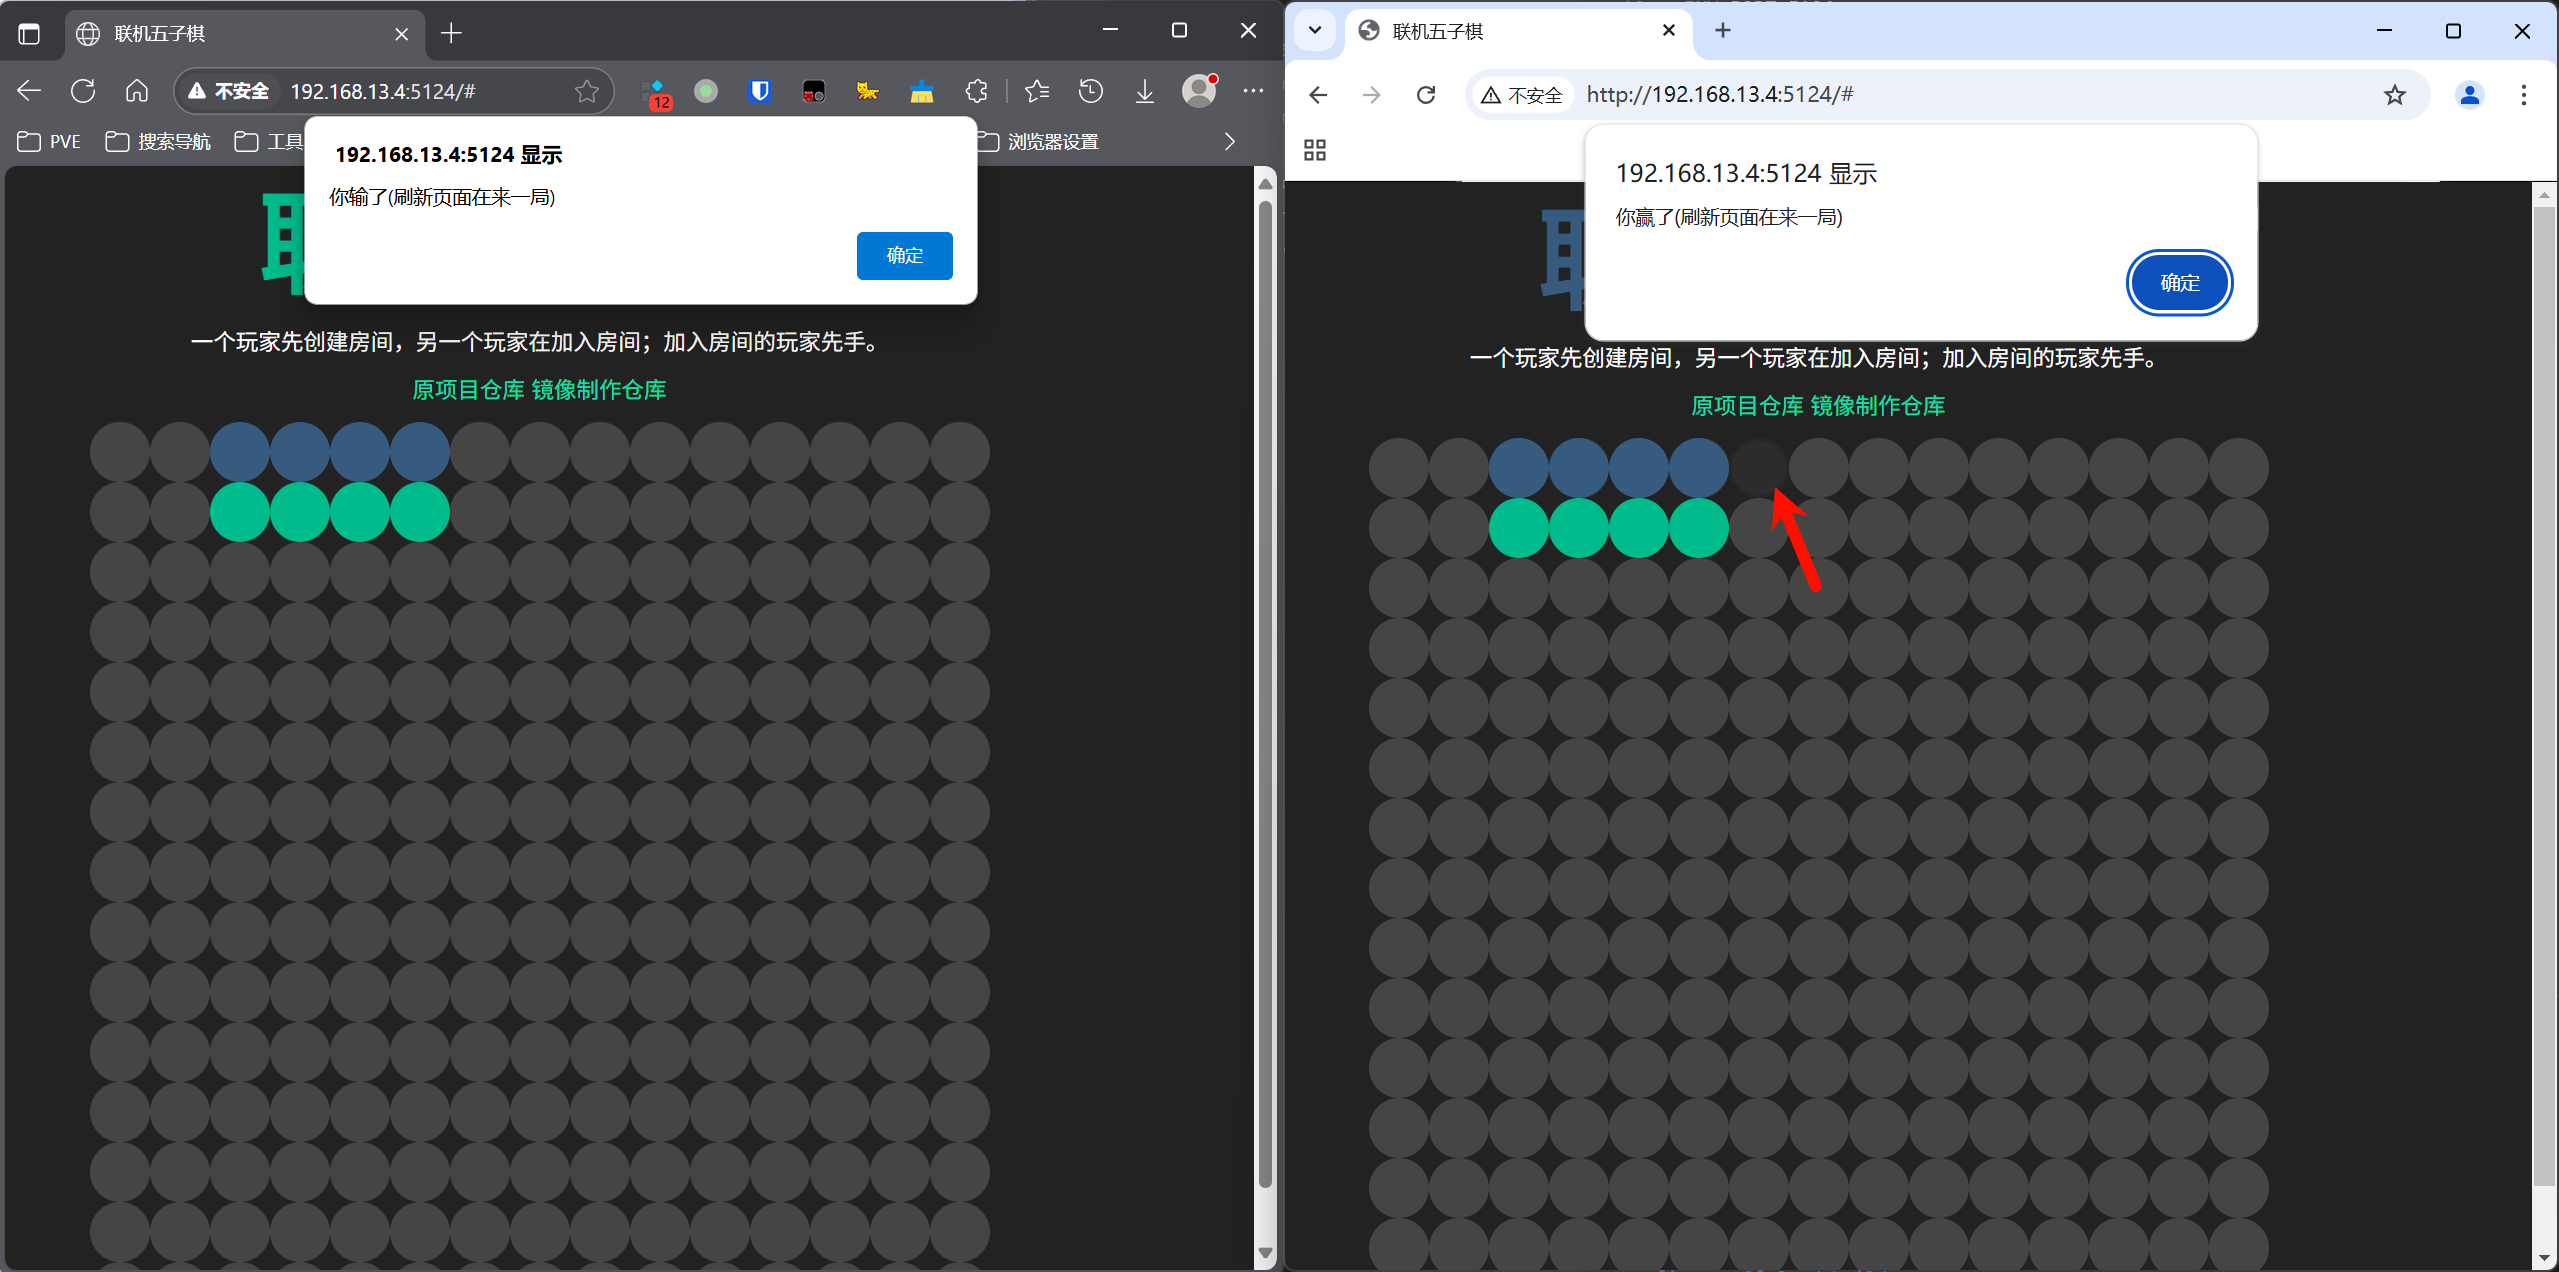 联机五子棋
不安全 192.168.13.4:5124/#
12
PVE 搜索导航 工具 浏览器设置
192.168.13.4:5124 显示
你输了(刷新页面在来一局)
确定
一个玩家先创建房间，另一个玩家在加入房间；加入房间的玩家先手。
原项目仓库 镜像制作仓库
联机五子棋
不安全 http://192.168.13.4:5124/#
192.168.13.4:5124 显示
你赢了(刷新页面在来一局)
确定
一个玩家先创建房间，另一个玩家在加入房间；加入房间的玩家先手。
原项目仓库 镜像制作仓库